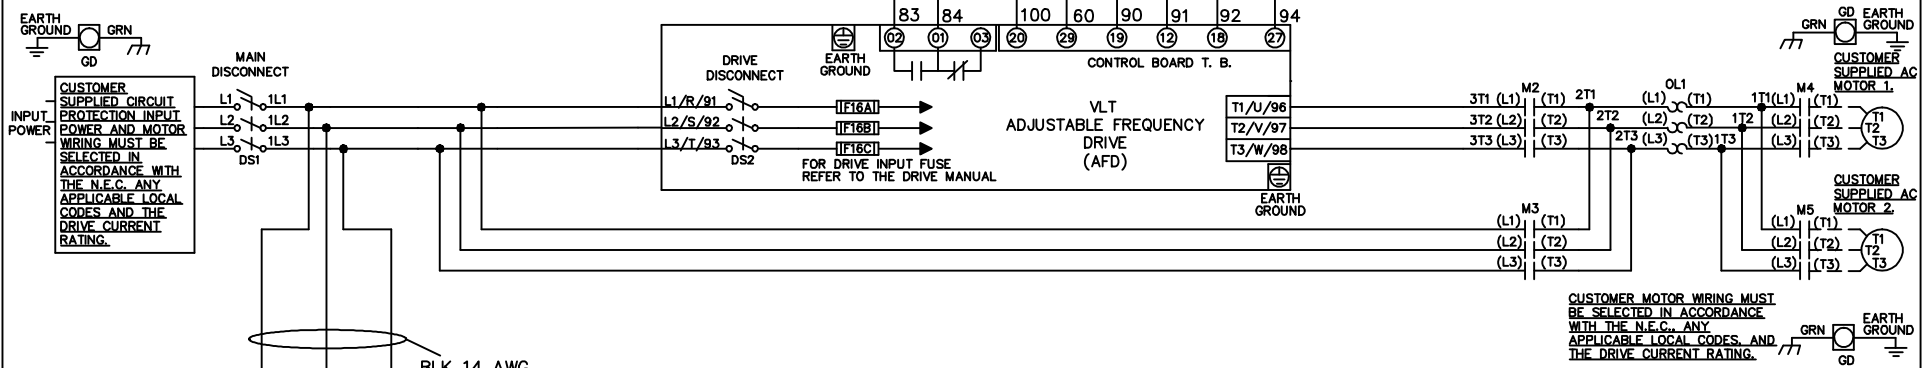 83 84 100 60 90 91 92 94
EARTH
GROUND
GRN
GD
MAIN
DISCONNECT
CUSTOMER
SUPPLIED CIRCUIT
PROTECTION INPUT
POWER AND MOTOR
WIRING MUST BE
SELECTED IN
ACCORDANCE WITH
THE N.E.C. ANY
APPLICABLE LOCAL
CODES AND THE
DRIVE CURRENT
RATING.
INPUT
POWER
L1 1L1
L2 1L2
L3 1L3
DS1
BLK 14 AWG
DRIVE
DISCONNECT
L1/R/91
L2/S/92
L3/T/93
DS2
EARTH
GROUND
02 01 03 20 29 19 12 18 27
CONTROL BOARD T. B.
IF16A
IF16B
IF16C
FOR DRIVE INPUT FUSE
REFER TO THE DRIVE MANUAL
VLT
ADJUSTABLE FREQUENCY
DRIVE
(AFD)
T1/U/96
T2/V/97
T3/W/98
EARTH
GROUND
M2
3T1 (L1) (T1) 2T1
3T2 (L2) (T2) 2T2
3T3 (L3) (T3) 2T3
OL1
(L1) (T1) 1T1
(L2) (T2) 1T2
(L3) (T3) 1T3
M4
(L1) (T1)
(L2) (T2)
(L3) (T3)
T1
T2
T3
GD EARTH
GRN GROUND
CUSTOMER
SUPPLIED AC
MOTOR 1.
M3
(L1) (T1)
(L2) (T2)
(L3) (T3)
CUSTOMER
SUPPLIED AC
MOTOR 2.
M5
(L1) (T1)
(L2) (T2)
(L3) (T3)
T1
T2
T3
CUSTOMER MOTOR WIRING MUST
BE SELECTED IN ACCORDANCE
WITH THE N.E.C., ANY
APPLICABLE LOCAL CODES, AND
THE DRIVE CURRENT RATING.
EARTH
GRN GROUND
GD